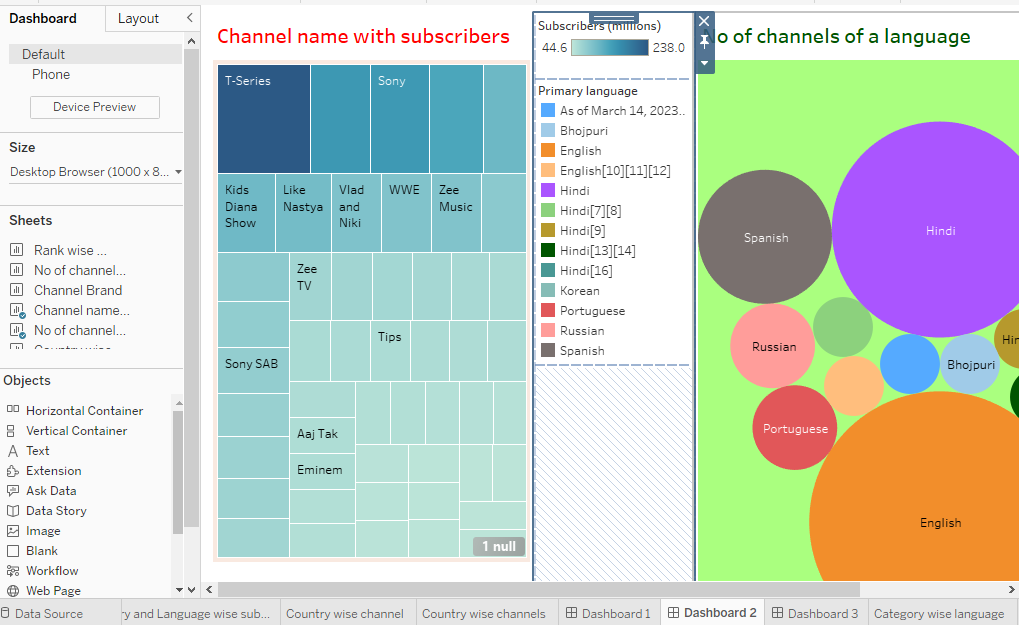 Dashboard
Layout
Default
Phone
Device Preview
Size
Desktop Browser (1000 x 8...
Sheets
Rank wise ...
No of channel...
Channel Brand
Channel name...
No of channel...
Objects
Horizontal Container
Vertical Container
Text
Extension
Ask Data
Data Story
Image
Blank
Workflow
Web Page
Channel name with subscribers
T-Series
Sony
Kids
Diana
Show
Like
Nastya
Vlad
and
Niki
WWE
Zee
Music
Zee
TV
Tips
Sony SAB
Aaj Tak
Eminem
1 null
Subscribers (millions)
44.6
238.0
Primary language
As of March 14, 2023..
Bhojpuri
English
English[10][11][12]
Hindi
Hindi[7][8]
Hindi[9]
Hindi[13][14]
Hindi[16]
Korean
Portuguese
Russian
Spanish
o of channels of a language
Spanish
Hindi
Russian
Bhojpuri
Hin
Portuguese
English
Data Source
ry and Language wise sub...
Country wise channel
Country wise channels
Dashboard 1
Dashboard 2
Dashboard 3
Category wise language